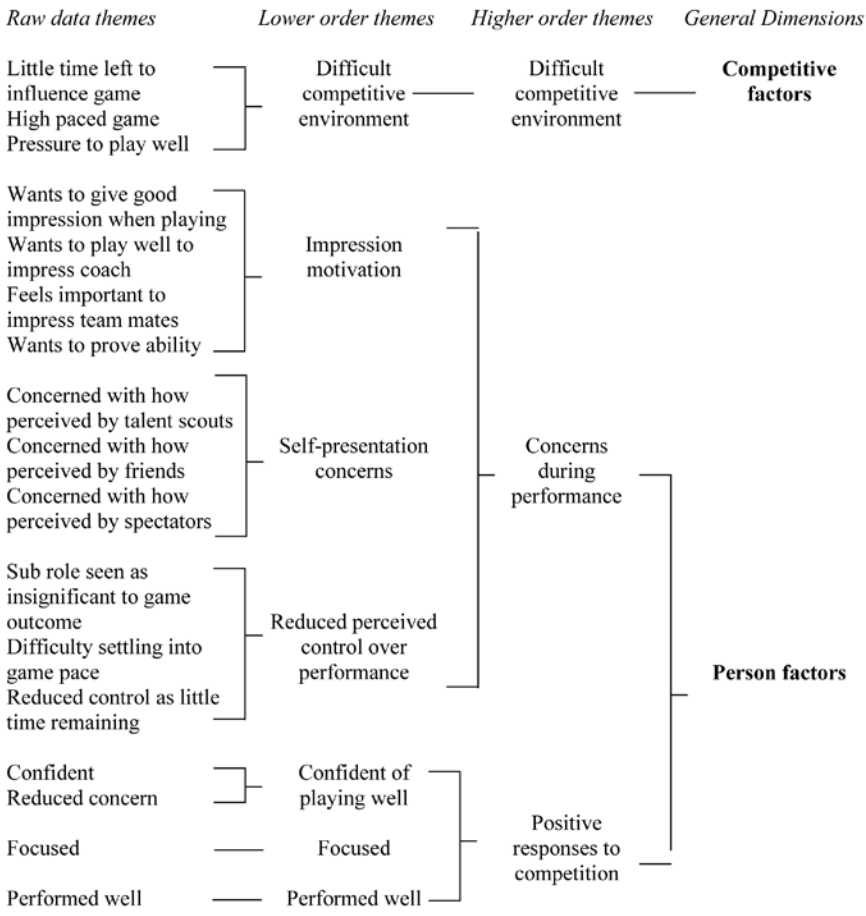 Raw data themes Lower order themes Higher order themes General Dimensions
Little time left to
influence game
High paced game
Pressure to play well
Difficult
competitive
environment
Difficult
competitive
environment
Competitive
factors
Wants to give good
impression when playing
Wants to play well to
impress coach
Feels important to
impress team mates
Wants to prove ability
Impression
motivation
Concerned with how
perceived by talent scouts
Concerned with how
perceived by friends
Concerned with how
perceived by spectators
Self-presentation
concerns
Concerns
during
performance
Sub role seen as
insignificant to game
outcome
Difficulty settling into
game pace
Reduced control as little
time remaining
Reduced perceived
control over
performance
Person factors
Confident
Reduced concern
Confident of
playing well
Focused
Focused
Positive
responses to
competition
Performed well
Performed well